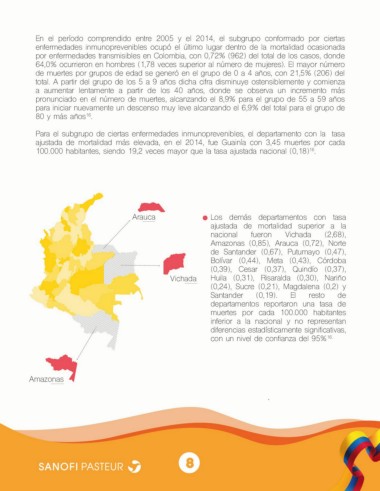 En el período comprendido entre 2005 y el 2014, el subgrupo conformado por ciertas
enfermedades inmunoprevenibles ocupó el último lugar dentro de la mortalidad ocasionada
por enfermedades transmisibles en Colombia, con 0,72% (962) del total de los casos, donde
64,0% ocurrieron en hombres (1,78 veces superior al número de mujeres). El mayor número
de muertes por grupos de edad se generó en el grupo de 0 a 4 años, con 21,5% (206) del
total. A partir del grupo de los 5 a 9 años dicha cifra disminuye ostensiblemente y comienza
a aumentar lentamente a partir de los 40 años, donde se observa un incremento más
pronunciado en el número de muertes, alcanzando el 8,9% para el grupo de 55 a 59 años
para iniciar nuevamente un descenso muy leve alcanzando el 6,9% del total para el grupo de
80 y más años
Para el subgrupo de ciertas enfermedades inmunoprevenibles, el departamento con la tasa
ajustada de mortalidad más elevada, en el 2014, fue Guainía con 3,45 muertes por cada
100.000 habitantes, siendo 19,2 veces mayor que la tasa ajustada nacional (0,18)
Arauca
Vichada
Amazonas
Los demás departamentos con tasa
ajustada de mortalidad superior a la
nacional fueron Vichada (2,68),
Amazonas (0,85), Arauca (0,72), Norte
de Santander (0,67), Putumayo (0,47),
Bolívar (0,44), Meta (0,43), Córdoba
(0,39), Cesar (0,37), Quindío (0,37),
Huila (0,31), Risaralda (0,30), Nariño
(0,24), Sucre (0,21), Magdalena (0,2) y
Santander (0,19). El resto de
departamentos reportaron una tasa de
muertes por cada 100.000 habitantes
inferior a la nacional y no representan
diferencias estadísticamente significativas,
con un nivel de confianza del 95%
SANOFI PASTEUR
8